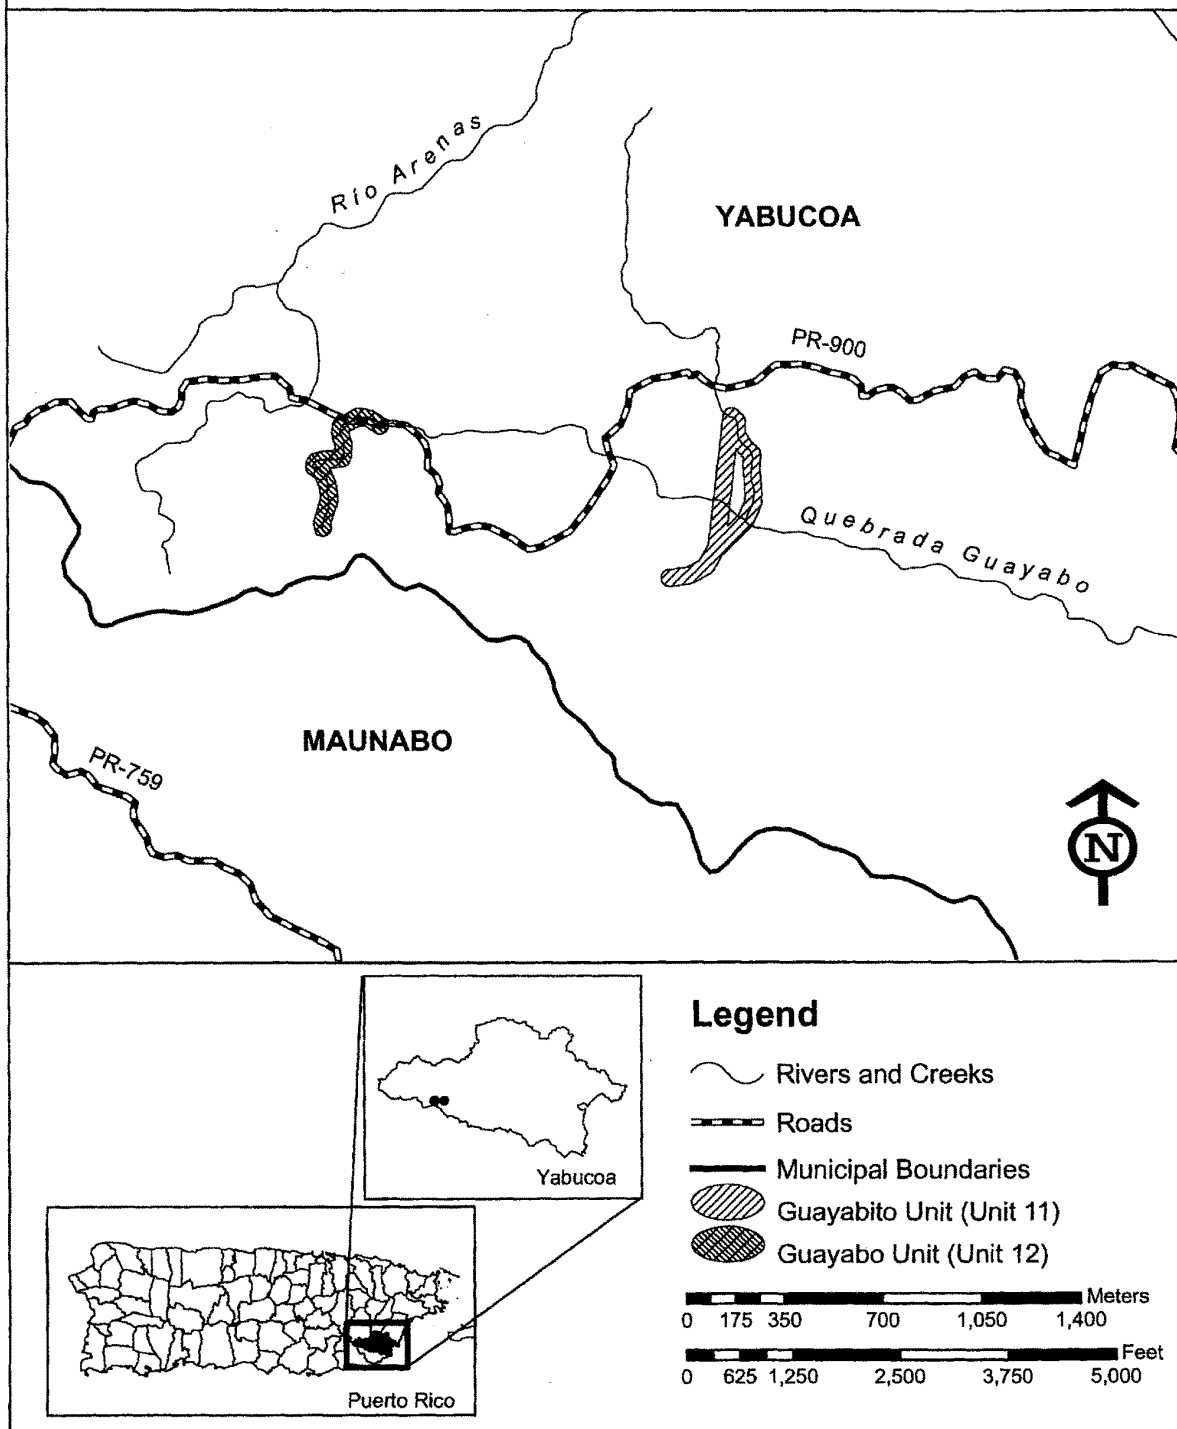 Río Arenas
YABUCOA
PR-900
Quebrada Guayabo
MAUNABO
PR-759
N
Yabucoa
Puerto Rico
Legend
Rivers and Creeks
Roads
Municipal Boundaries
Guayabito Unit (Unit 11)
Guayabo Unit (Unit 12)
Meters
0 175 350 700 1,050 1,400
Feet
0 625 1,250 2,500 3,750 5,000